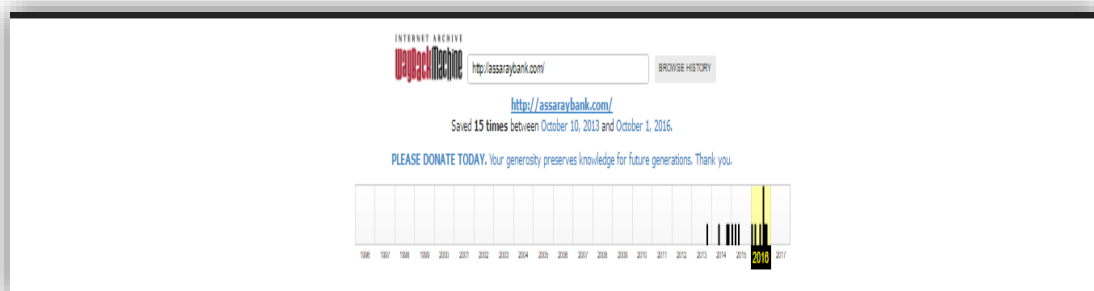 INTERNET ARCHIVE
WayBackMachine
http://assaraybank.com/
BROWSE HISTORY
http://assaraybank.com/
Saved 15 times between October 10, 2013 and October 1, 2016.
PLEASE DONATE TODAY. Your generosity preserves knowledge for future generations. Thank you.
1996 1997 1998 1999 2000 2001 2002 2003 2004 2005 2006 2007 2008 2009 2010 2011 2012 2013 2014 2015 2016 2017